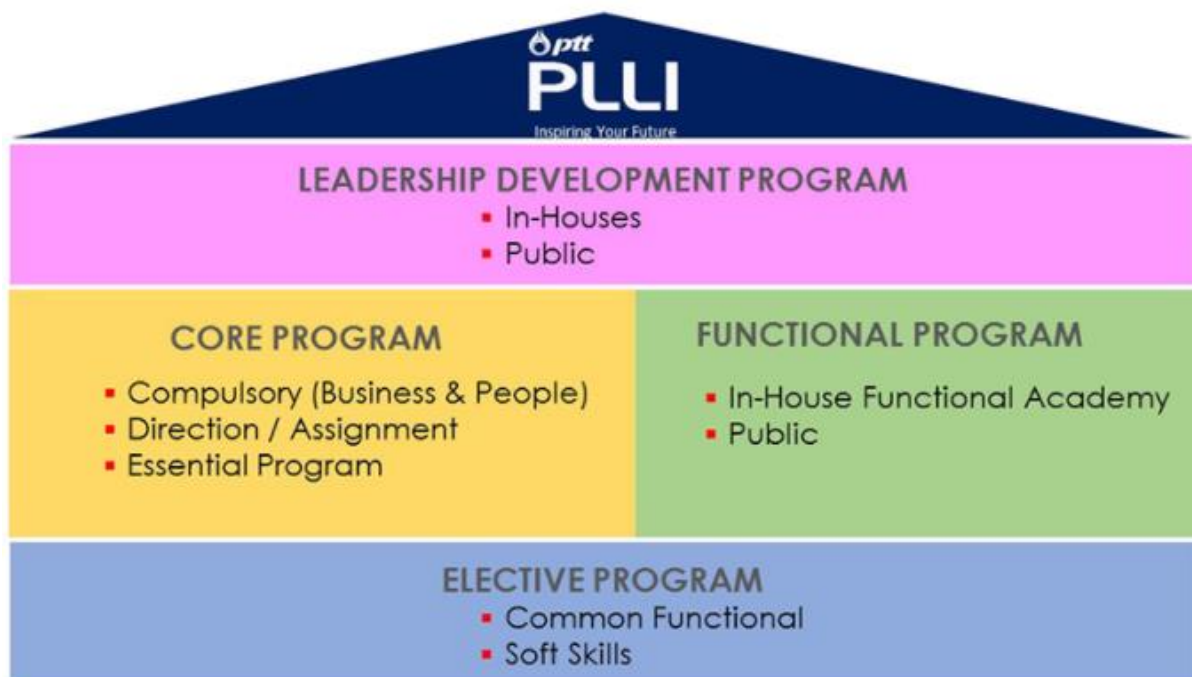 ptt
PLLI
Inspiring Your Future
LEADERSHIP DEVELOPMENT PROGRAM
▪ In-Houses
▪ Public
CORE PROGRAM
▪ Compulsory (Business & People)
▪ Direction / Assignment
▪ Essential Program
FUNCTIONAL PROGRAM
▪ In-House Functional Academy
▪ Public
ELECTIVE PROGRAM
▪ Common Functional
▪ Soft Skills